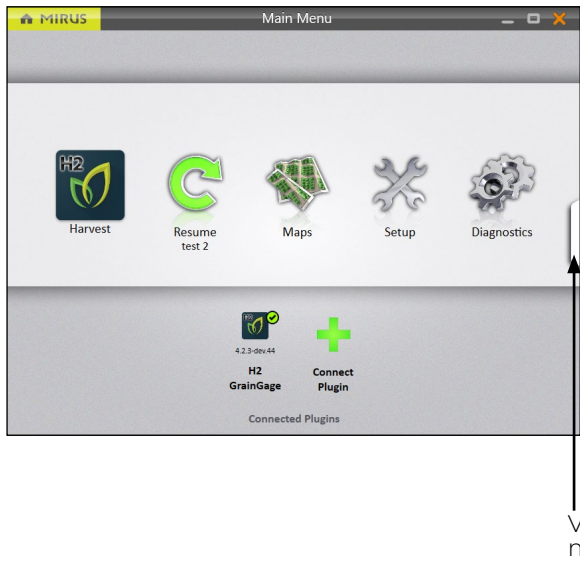 MIRUS
Main Menu
H2
Harvest
Resume
test 2
Maps
Setup
Diagnostics
H2
4.2.3-dev.44
H2
GrainGage
Connect
Plugin
Connected Plugins